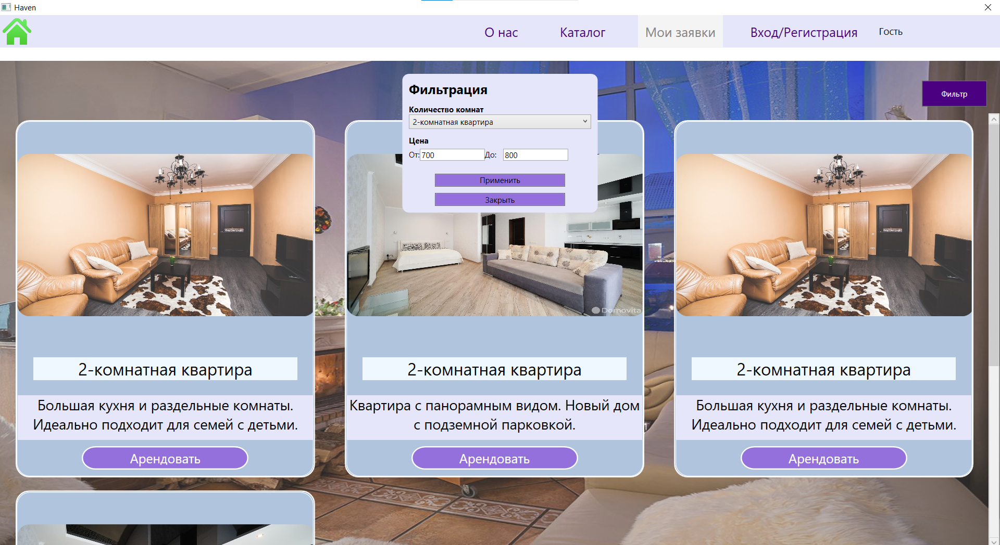 Haven
О нас
Каталог
Мои заявки
Вход/Регистрация
Гость
Фильтр
Фильтрация
Количество комнат
2-комнатная квартира
Цена
От: 700 До: 800
Применить
Закрыть
Domovita
2-комнатная квартира
Большая кухня и раздельные комнаты.
Идеально подходит для семей с детьми.
Арендовать
2-комнатная квартира
Квартира с панорамным видом. Новый дом
с подземной парковкой.
Арендовать
2-комнатная квартира
Большая кухня и раздельные комнаты.
Идеально подходит для семей с детьми.
Арендовать